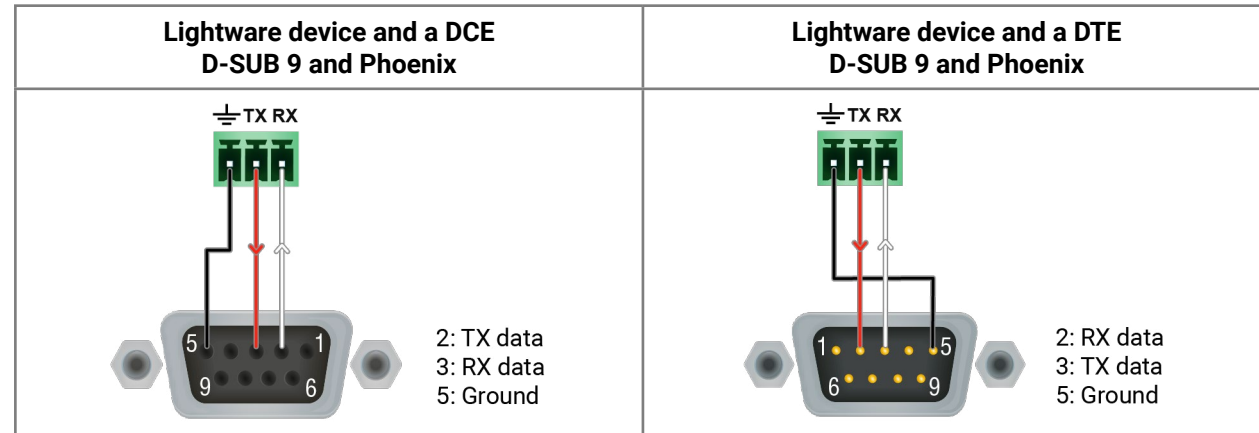 Lightware device and a DCE
D-SUB 9 and Phoenix
Lightware device and a DTE
D-SUB 9 and Phoenix
TX RX
5 1
9 6
2: TX data
3: RX data
5: Ground
TX RX
1 5
6 9
2: RX data
3: TX data
5: Ground